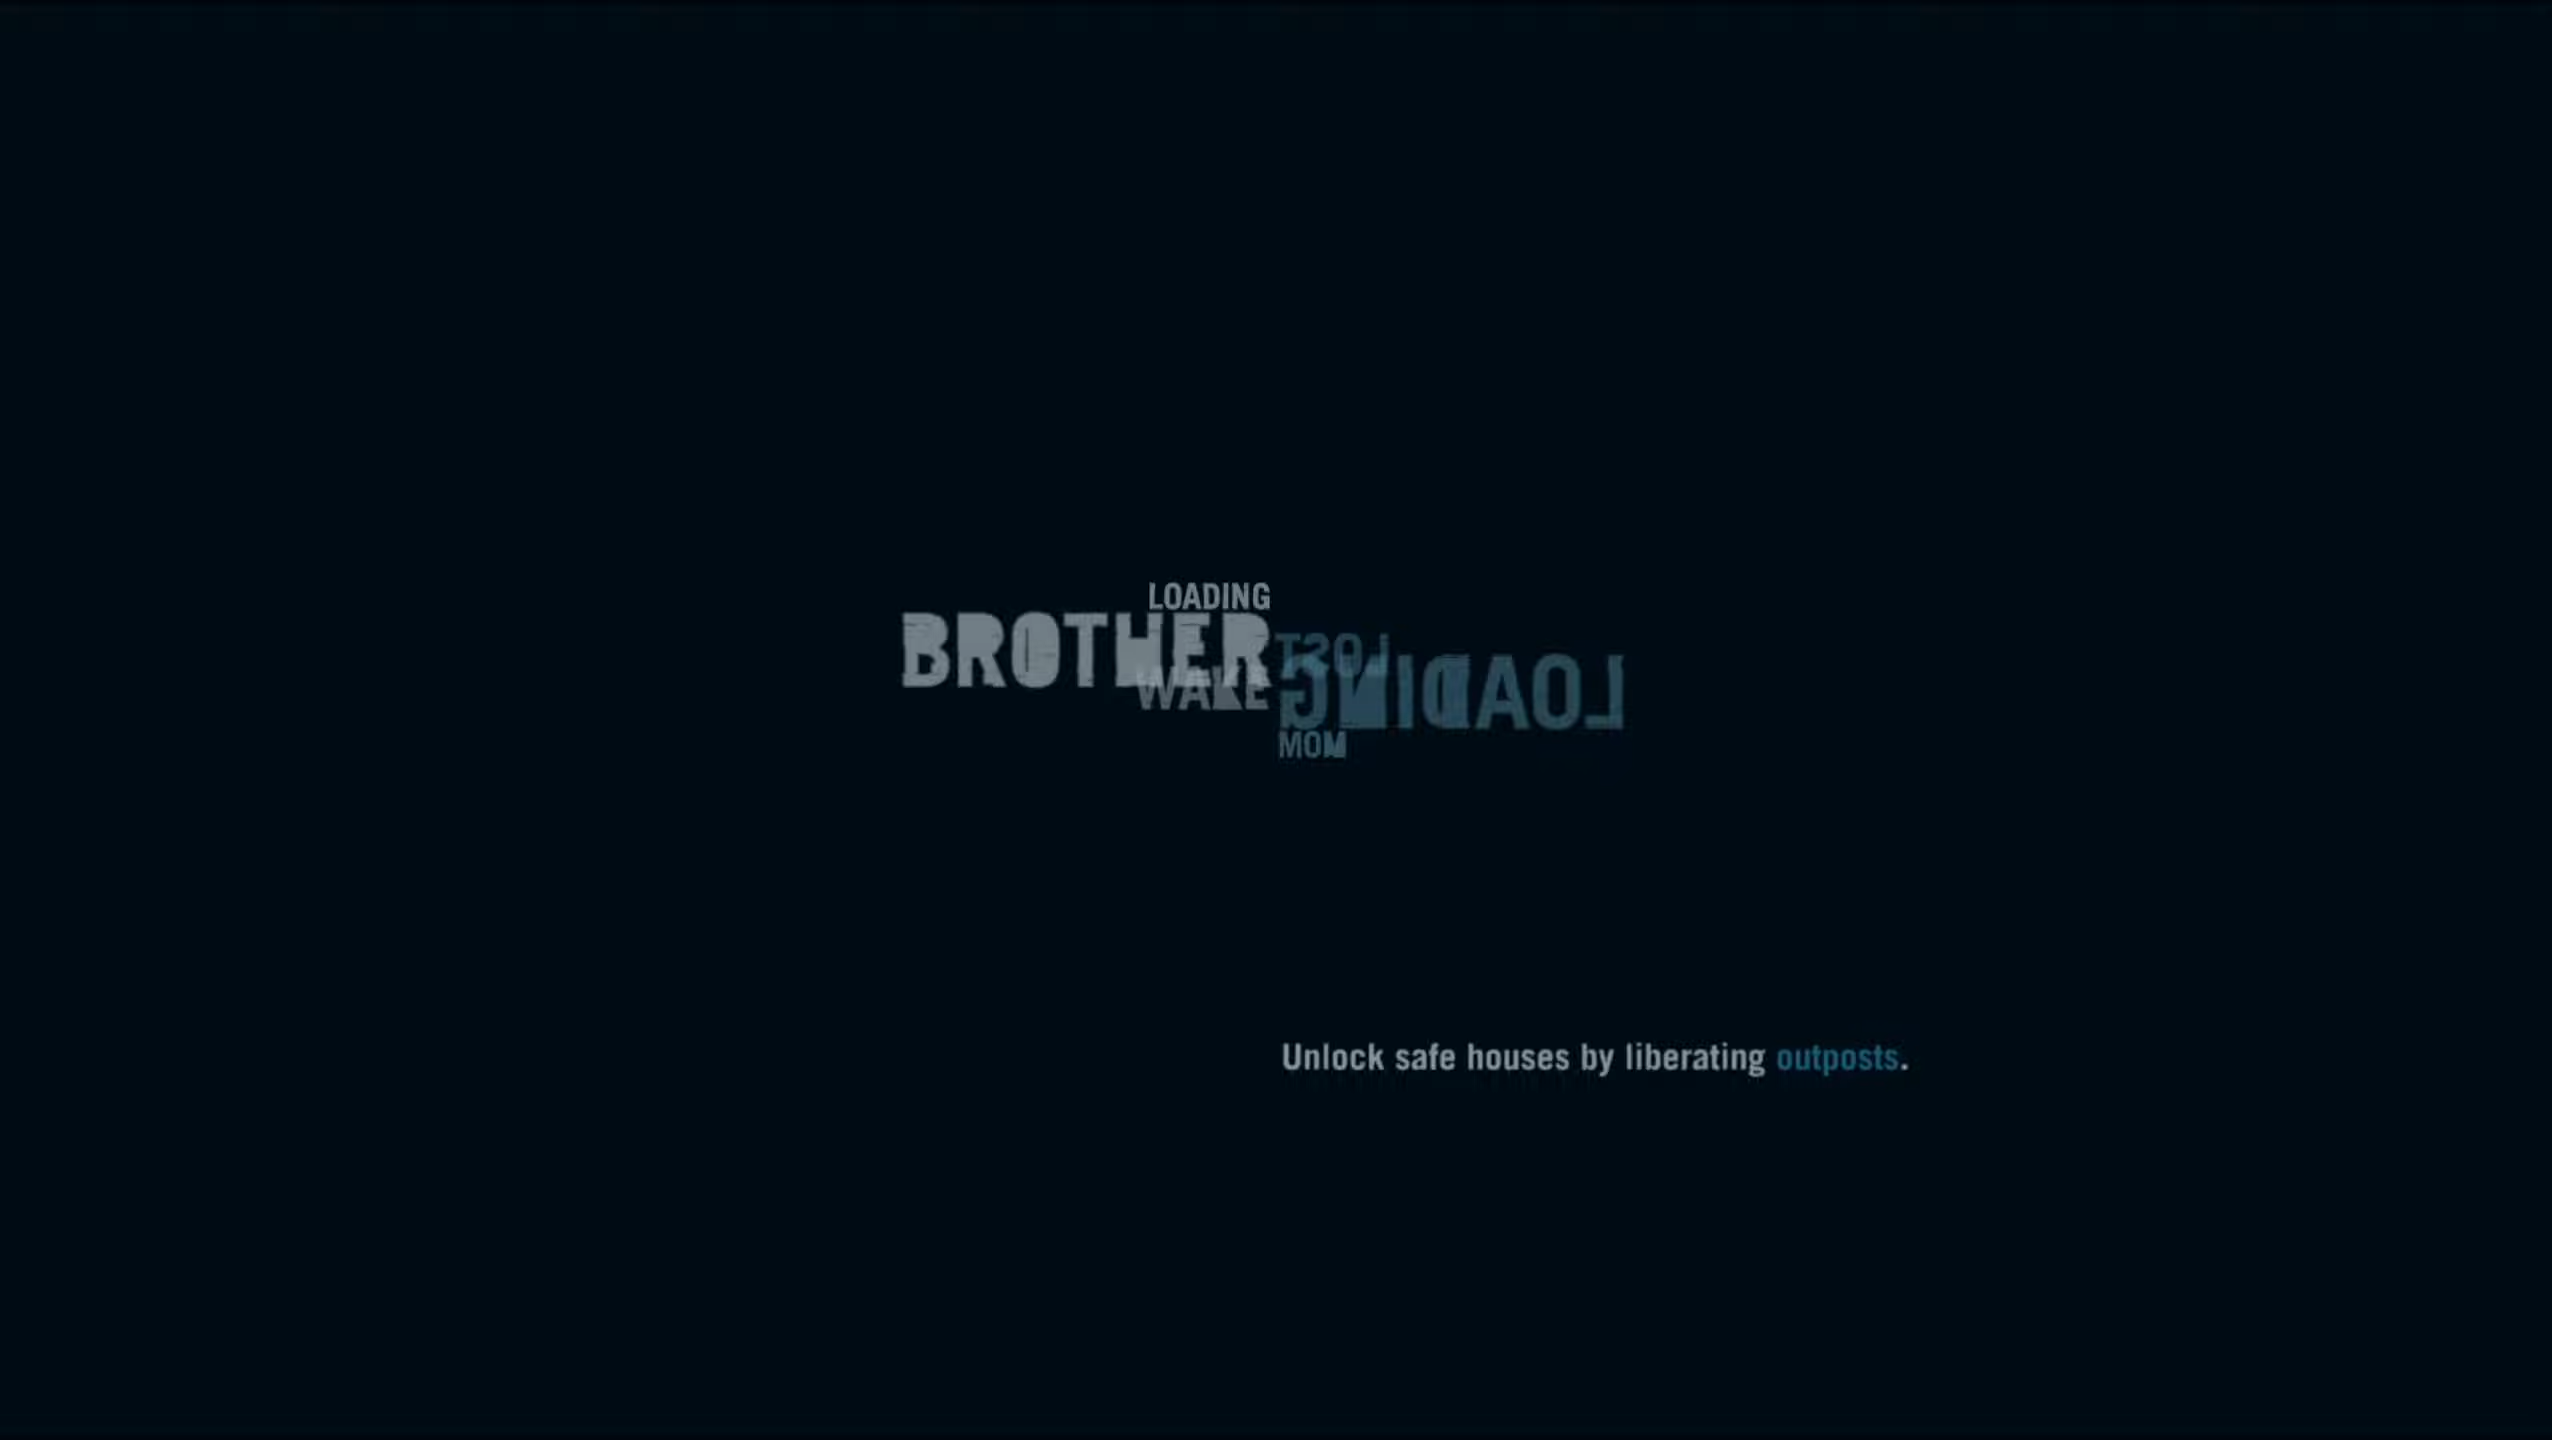 LOADING
BROTHER
LOST
WAKE
LOADING
MOM
Unlock safe houses by liberating outposts.